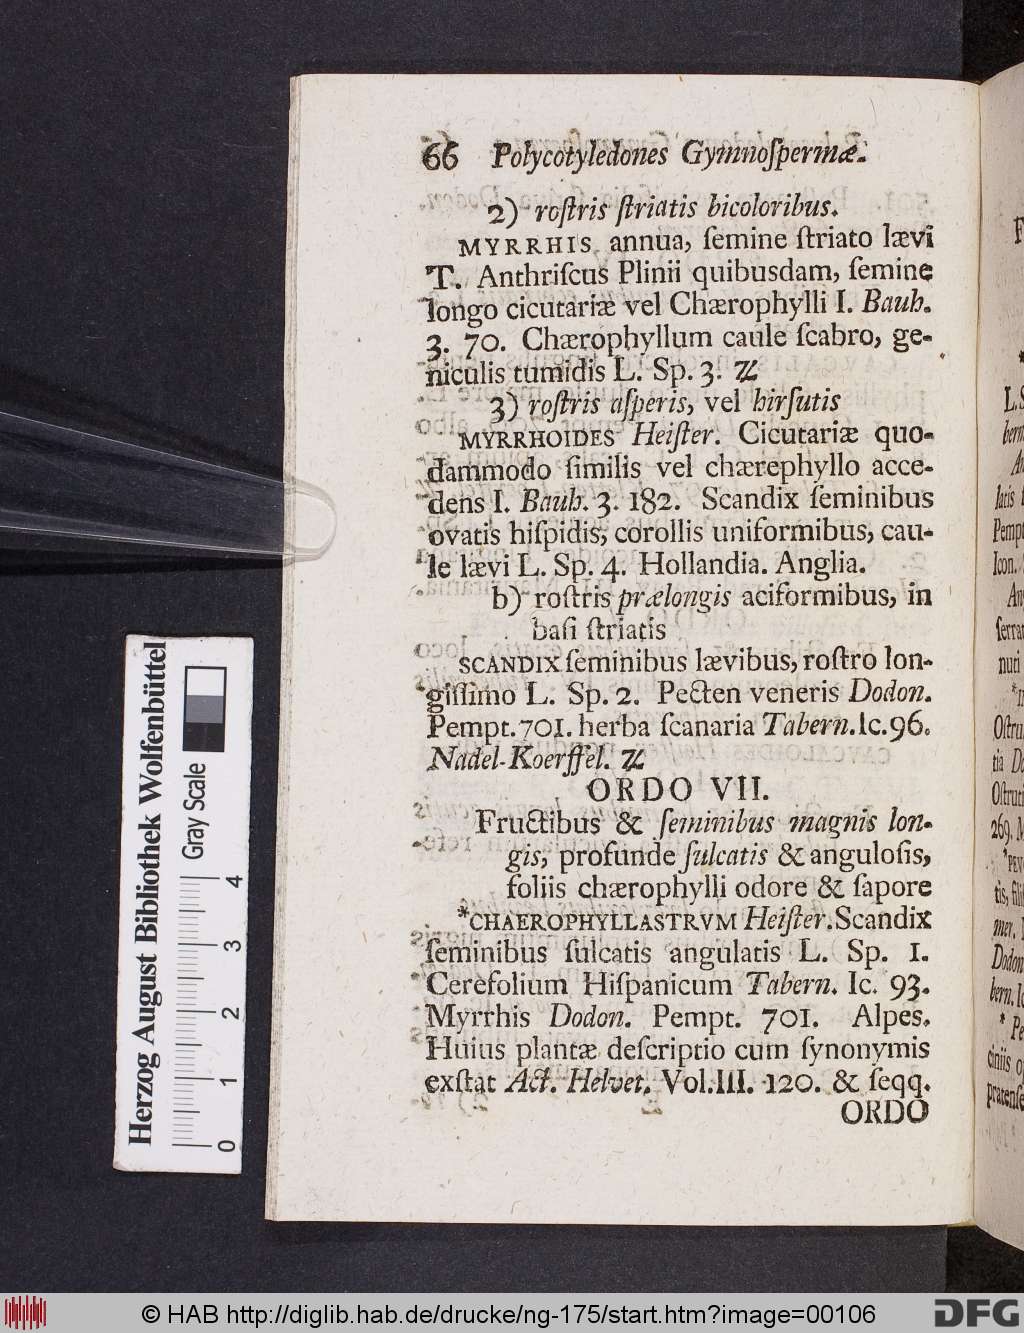 66 Polycotyledones Gymnoſpermæ.
2) roſtris ſtriatis bicoloribus.
MYRRHIS annua, ſemine ſtriato lævi
T. Anthriſcus Plinii quibusdam, ſemine
longo cicutariæ vel Chærophylli I. Bauh.
3. 70. Chærophyllum caule ſcabro, ge-
niculis tumidis L. Sp. 3.
3) roſtris aſperis, vel hirſutis
MYRRHOIDES Heiſter. Cicutariæ quo-
dammodo ſimilis vel chærephyllo acce-
dens I. Bauh. 3. 182. Scandix ſeminibus
ovatis hiſpidis, corollis uniformibus, cau-
le lævi L. Sp. 4. Hollandia. Anglia.
b) roſtris prælongis aciformibus, in
baſi ſtriatis
SCANDIX ſeminibus lævibus, roſtro lon-
giſſimo L. Sp. 2. Pecten veneris Dodon.
Pempt. 701. herba ſcanaria Tabern. Ic. 96.
Nadel-Koerffel.
ORDO VII.
Fructibus & ſeminibus magnis lon-
gis, profunde ſulcatis & anguloſis,
foliis chærophylli odore & ſapore
*CHAEROPHYLLASTRVM Heiſter. Scandix
ſeminibus ſulcatis angulatis L. Sp. 1.
Cerefolium Hiſpanicum Tabern. Ic. 93.
Myrrhis Dodon. Pempt. 701. Alpes.
Huius plantæ deſcriptio cum ſynonymis
exſtat Act. Helvet. Vol. III. 120. & ſeqq.
ORDO
Herzog August Bibliothek Wolfenbüttel
Gray Scale
0 1 2 3 4
© HAB http://diglib.hab.de/drucke/ng-175/start.htm?image=00106
DFG